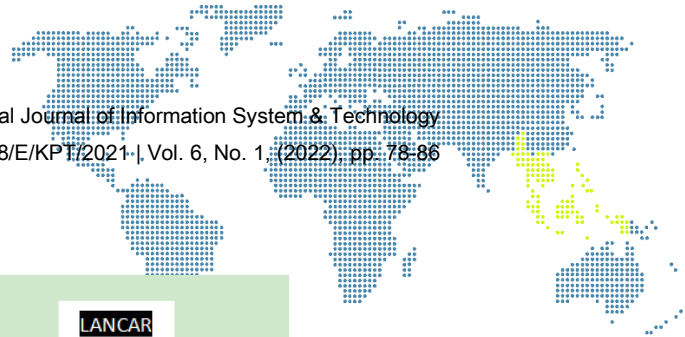 al Journal of Information System & Technology
8/E/KPT/2021 | Vol. 6, No. 1, (2022), pp. 78-86
LANCAR